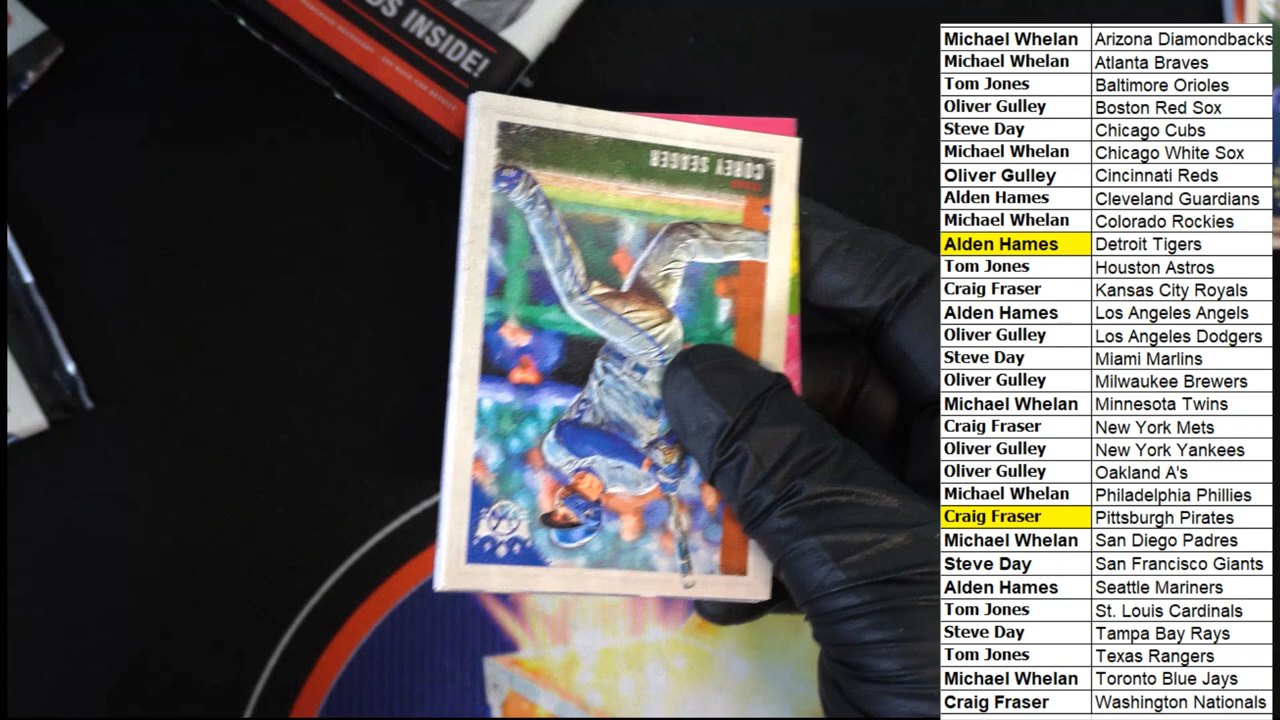 DS INSIDE!
COREY SEAGER
TEXAS
Michael Whelan Arizona Diamondbacks
Michael Whelan Atlanta Braves
Tom Jones Baltimore Orioles
Oliver Gulley Boston Red Sox
Steve Day Chicago Cubs
Michael Whelan Chicago White Sox
Oliver Gulley Cincinnati Reds
Alden Hames Cleveland Guardians
Michael Whelan Colorado Rockies
Alden Hames Detroit Tigers
Tom Jones Houston Astros
Craig Fraser Kansas City Royals
Alden Hames Los Angeles Angels
Oliver Gulley Los Angeles Dodgers
Steve Day Miami Marlins
Oliver Gulley Milwaukee Brewers
Michael Whelan Minnesota Twins
Craig Fraser New York Mets
Oliver Gulley New York Yankees
Oliver Gulley Oakland A's
Michael Whelan Philadelphia Phillies
Craig Fraser Pittsburgh Pirates
Michael Whelan San Diego Padres
Steve Day San Francisco Giants
Alden Hames Seattle Mariners
Tom Jones St. Louis Cardinals
Steve Day Tampa Bay Rays
Tom Jones Texas Rangers
Michael Whelan Toronto Blue Jays
Craig Fraser Washington Nationals